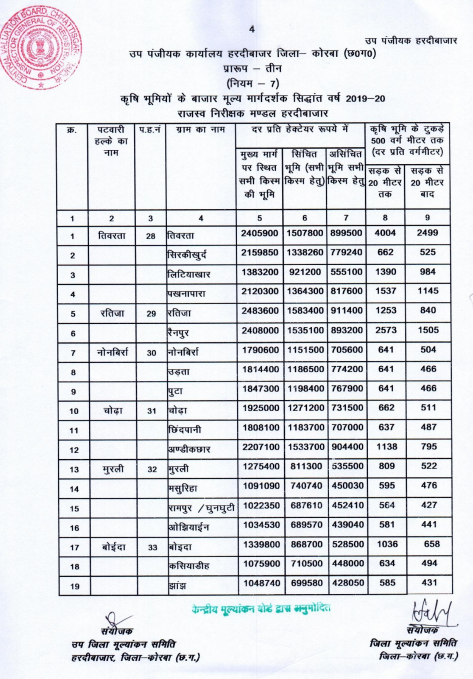 4
उप पंजीयक हरदीबाजार
उप पंजीयक कार्यालय हरदीबाजार जिला– कोरबा (छ0ग0)
प्रारूप – तीन
(नियम – 7)
कृषि भूमियों के बाजार मूल्य मार्गदर्शक सिद्धांत वर्ष 2019–20
राजस्व निरीक्षक मण्डल हरदीबाजार
क्र. पटवारी हल्के का नाम प.ह.नं ग्राम का नाम दर प्रति हेक्टेयर रूपये में कृषि भूमि के टुकड़े 500 वर्ग मीटर तक (दर प्रति वर्गमीटर)
मुख्य मार्ग पर स्थित सभी किस्म की भूमि सिंचित भूमि (सभी किस्म हेतु) असिंचित भूमि सभी किस्म हेतु सड़क से 20 मीटर तक सड़क से 20 मीटर बाद
1 2 3 4 5 6 7 8 9
1 तिवरता 28 तिवरता 2405900 1507800 899500 4004 2499
2 सिरकीखुर्द 2159850 1338260 779240 662 525
3 लिटियाखार 1383200 921200 555100 1390 984
4 पखनापारा 2120300 1364300 817600 1537 1145
5 रतिजा 29 रतिजा 2483600 1583400 911400 1253 840
6 रैनपुर 2408000 1535100 893200 2573 1505
7 नोनबिर्रा 30 नोनबिर्रा 1790600 1151500 705600 641 504
8 उड़ता 1814400 1186500 774200 641 466
9 पुटा 1847300 1198400 767900 641 466
10 चोढ़ा 31 चोढ़ा 1925000 1271200 731500 662 511
11 छिंदपानी 1808100 1183700 707000 637 487
12 अण्डीकछार 2207100 1533700 904400 1138 795
13 मुरली 32 मुरली 1275400 811300 535500 809 522
14 मसुरिहा 1091090 740740 450030 595 476
15 रामपुर / घुनघुटी 1022350 687610 452410 564 427
16 ओझियाईन 1034530 689570 439040 581 441
17 बोईदा 33 बोइदा 1339800 868700 528500 1036 658
18 कसियाडीह 1075900 710500 448000 634 494
19 झांझ 1048740 699580 428050 585 431
केन्द्रीय मूल्यांकन बोर्ड द्वारा अनुमोदित
संयोजक
उप जिला मूल्यांकन समिति
हरदीबाजार, जिला–कोरबा (छ.ग.)
संयोजक
जिला मूल्यांकन समिति
जिला–कोरबा (छ.ग.)